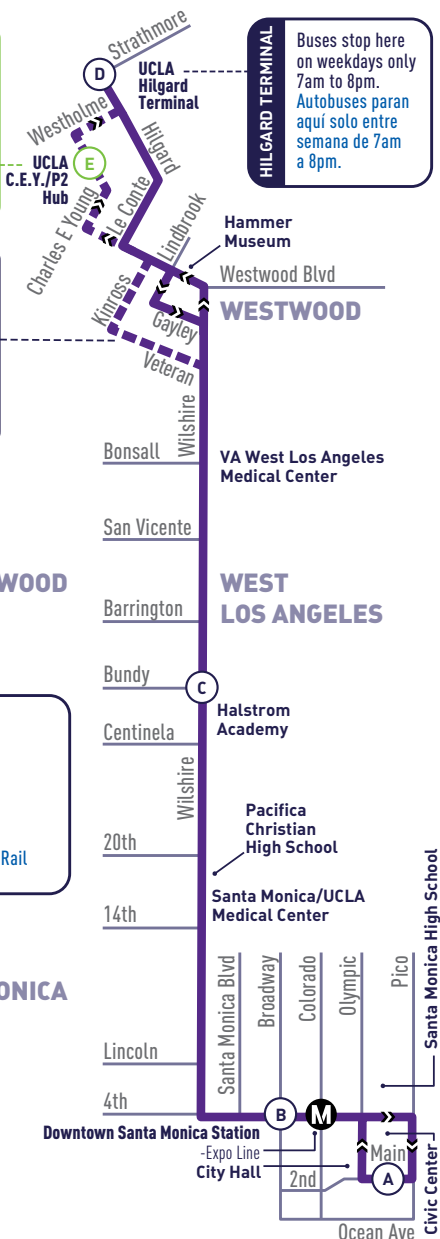 Strathmore
D
UCLA
Hilgard
Terminal
HILGARD TERMINAL
Buses stop here
on weekdays only
7am to 8pm.
Autobuses paran
aquí solo entre
semana de 7am
a 8pm.
Westholme
Hilgard
E
UCLA
C.E.Y./P2
Hub
Charles E Young
Le Conte
Lindbrook
Hammer
Museum
Westwood Blvd
WESTWOOD
Kinross
Gayley
Veteran
Wilshire
Bonsall
VA West Los Angeles
Medical Center
San Vicente
WOOD
WEST
LOS ANGELES
Barrington
Bundy
C
Halstrom
Academy
Centinela
Wilshire
Pacifica
Christian
High School
20th
Rail
Santa Monica/UCLA
Medical Center
14th
Santa Monica Blvd
Broadway
Colorado
Olympic
Pico
Santa Monica High School
ONICA
Lincoln
4th
B
M
Downtown Santa Monica Station
-Expo Line
City Hall
Main
2nd
A
Civic Center
Ocean Ave